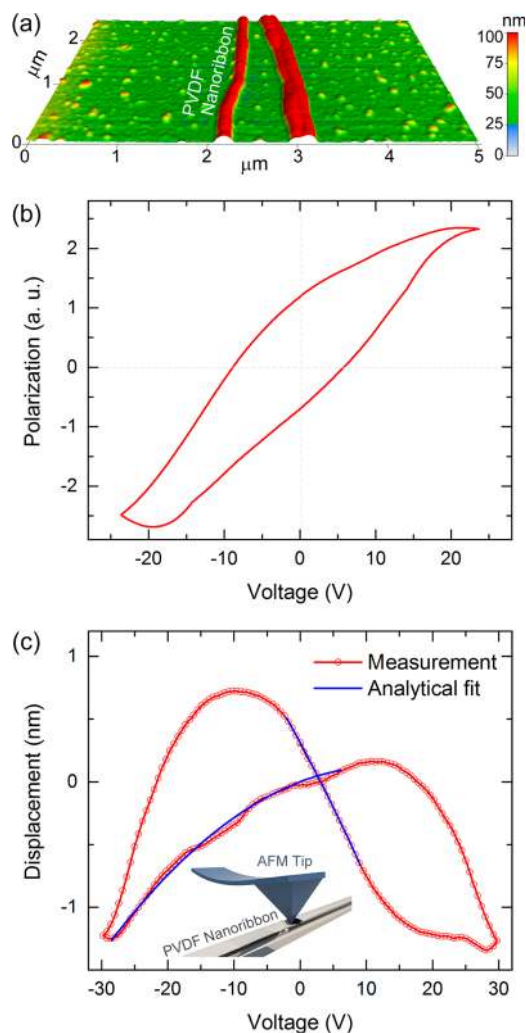 (a)
nm
100
75
50
25
0
2
1
0
μm
PVDF
Nanoribbon
0 1 2 3 4 5
μm
(b)
2
1
0
-1
-2
Polarization (a. u.)
-20 -10 0 10 20
Voltage (V)
(c)
1
0
-1
Displacement (nm)
Measurement
Analytical fit
AFM Tip
PVDF Nanoribbon
-30 -20 -10 0 10 20 30
Voltage (V)